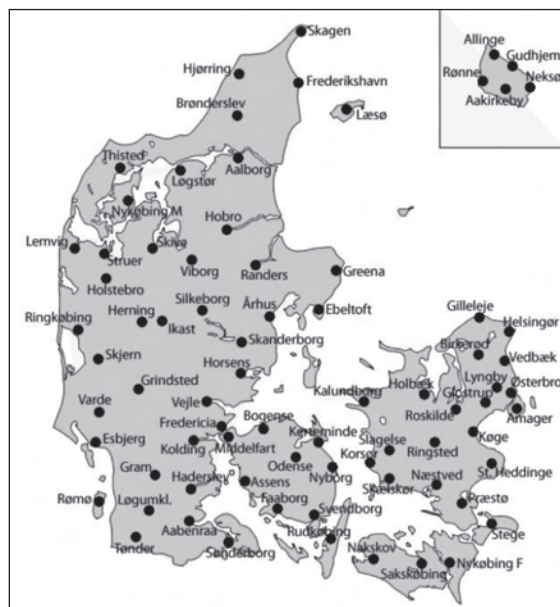 Skagen
Hjørring
Frederikshavn
Brønderslev
Læsø
Thisted
Løgstør
Aalborg
Nykøbing M
Hobro
Lemvig
Struer
Skive
Viborg
Randers
Greena
Holstebro
Silkeborg
Århus
Ebeltoft
Ringkøbing
Herning
Ikast
Skanderborg
Skjern
Horsens
Grindsted
Varde
Vejle
Fredericia
Bogense
Esbjerg
Kolding
Middelfart
Kerteminde
Odense
Nyborg
Gram
Haderslev
Assens
Rømø
Løgumkl.
Faaborg
Svendborg
Aabenraa
Rudkøbing
Tønder
Sønderborg
Allinge
Gudhjem
Rønne
Neksø
Aakirkeby
Gilleleje
Helsingør
Birkerød
Vedbæk
Kalundborg
Holbæk
Lyngby
Østerbro
Glostrup
Roskilde
Amager
Slagelse
Køge
Korsør
Ringsted
Skælskør
Næstved
St. Heddinge
Præstø
Stege
Nakskov
Sakskøbing
Nykøbing F